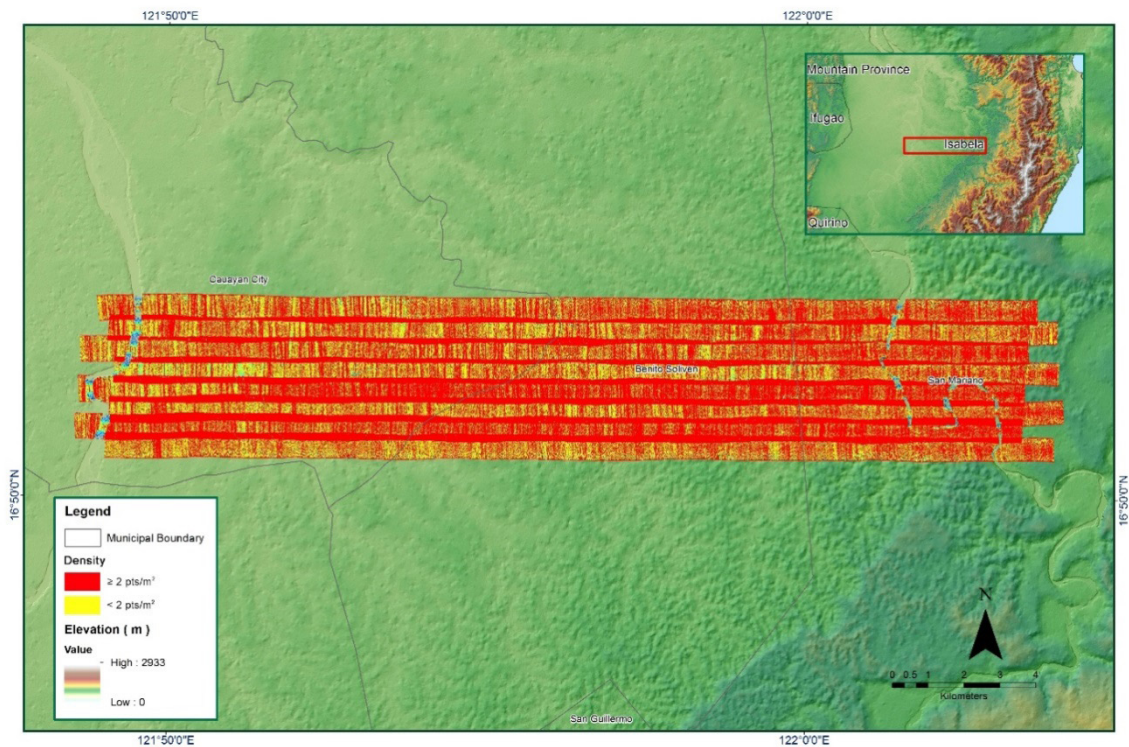 121°50'0"E
122°0'0"E
Mountain Province
Ifugao
Isabela
Quirino
Cauayan City
Benito Soliven
San Mariano
16°50'0"N
16°50'0"N
Legend
Municipal Boundary
Density
≥ 2 pts/m²
< 2 pts/m²
Elevation ( m )
Value
High : 2933
Low : 0
N
0 0.5 1 2 3 4
Kilometers
San Guillermo
121°50'0"E
122°0'0"E